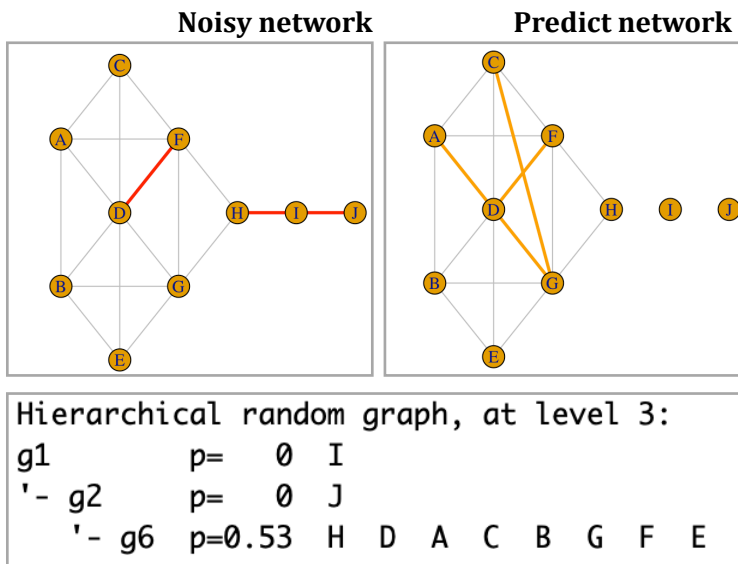 Noisy network Predict network
C C
A F A F
D H I J D H I J
B G B G
E E
Hierarchical random graph, at level 3:
g1 p= 0 I
'- g2 p= 0 J
'- g6 p=0.53 H D A C B G F E